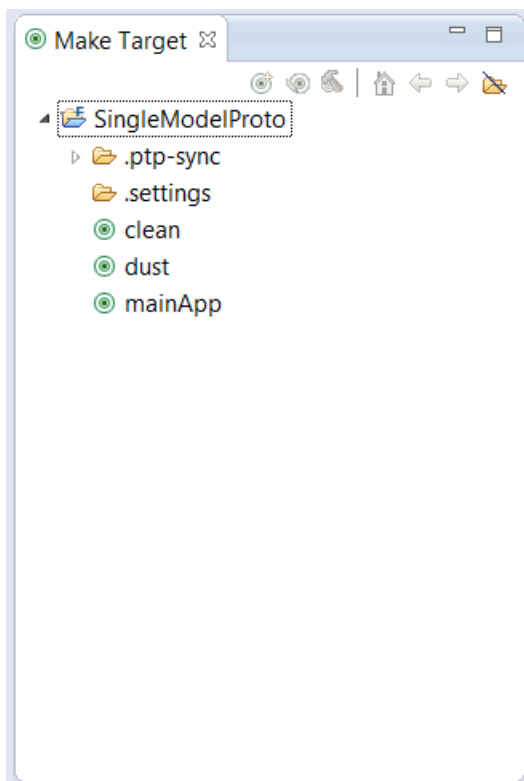 Make Target
SingleModelProto
.ptp-sync
.settings
clean
dust
mainApp